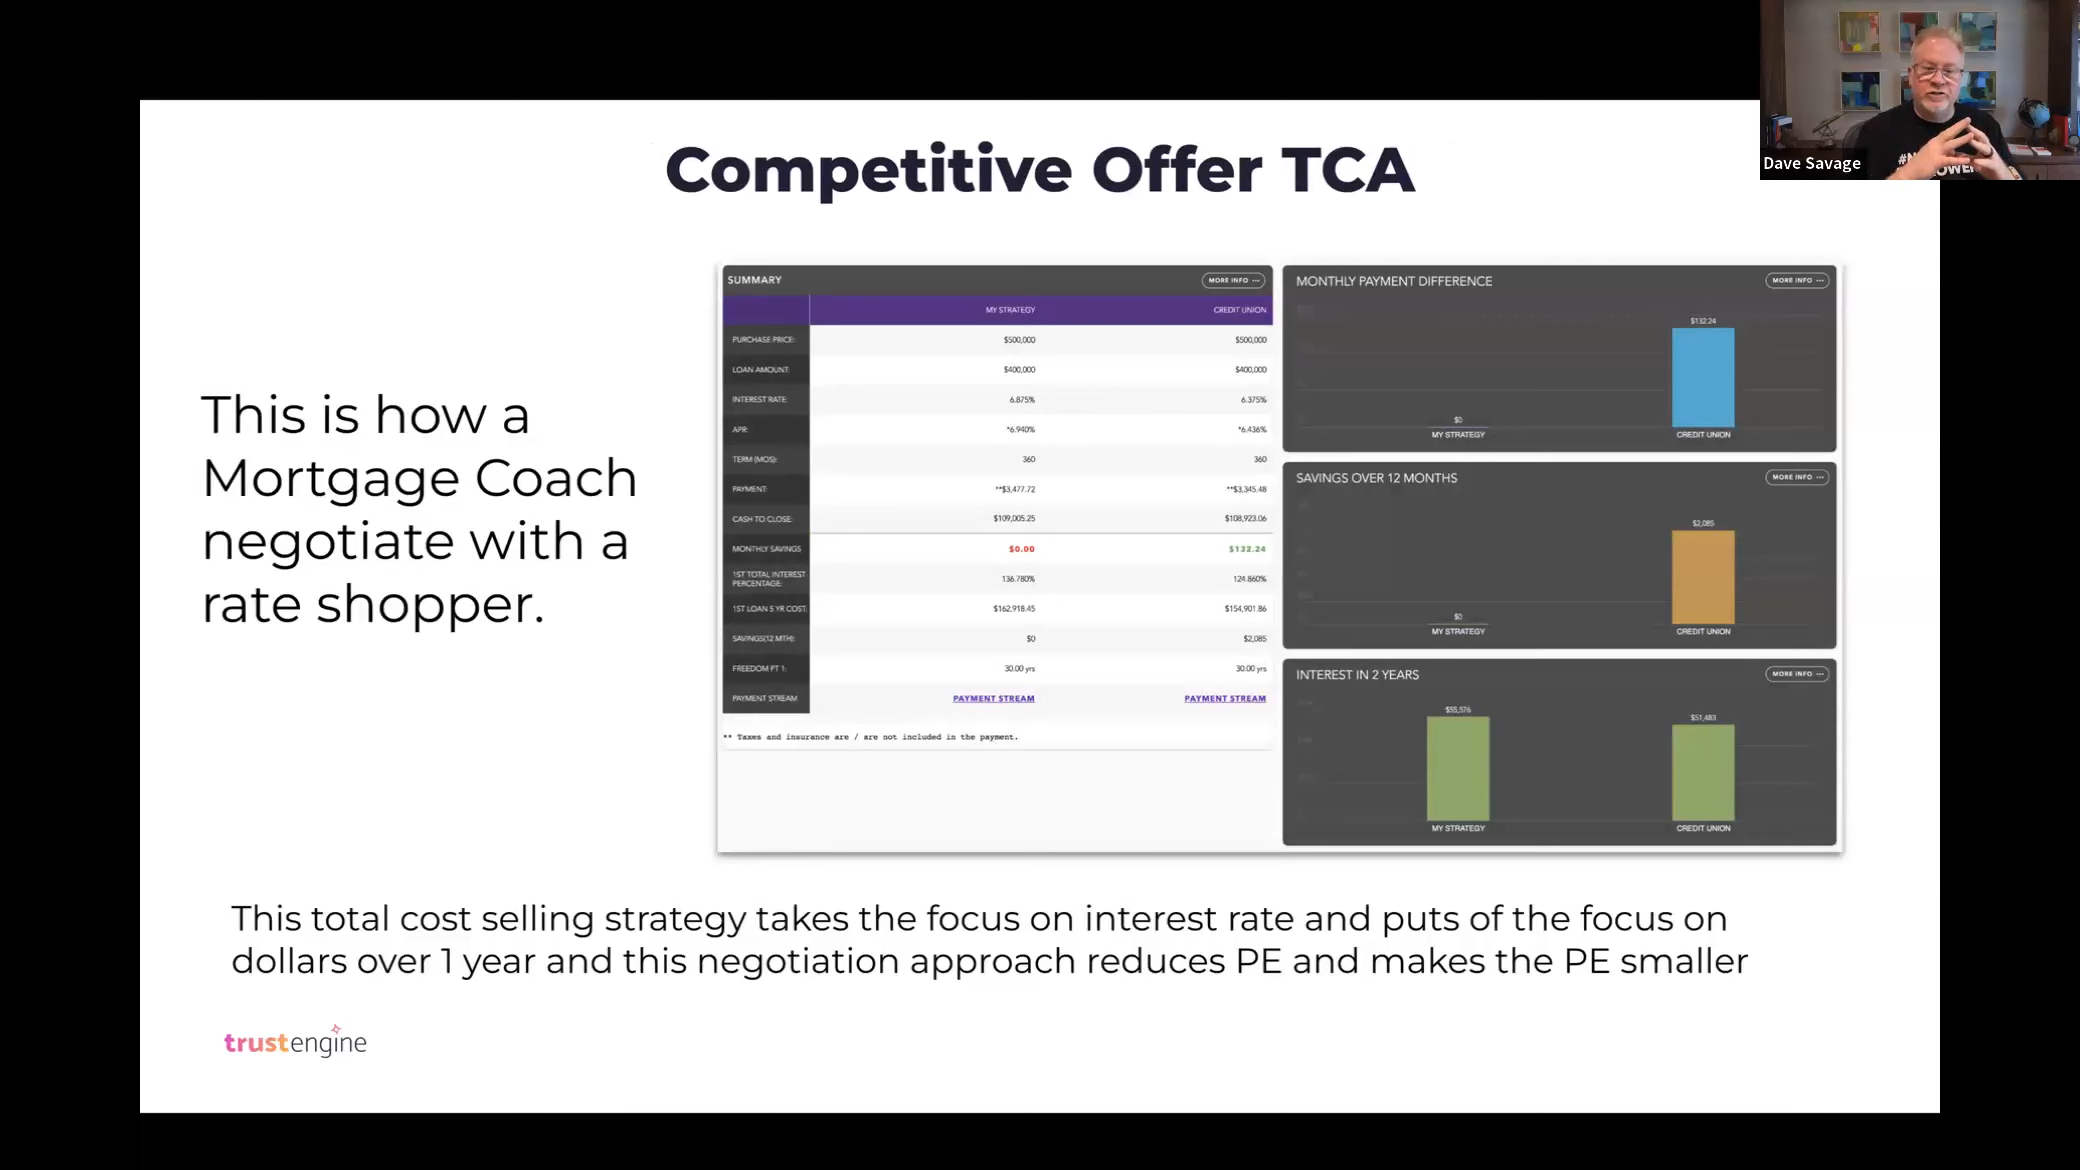 Dave Savage
Competitive Offer TCA
This is how a
Mortgage Coach
negotiate with a
rate shopper.
SUMMARY MORE INFO ···
MY STRATEGY CREDIT UNION
PURCHASE PRICE: $500,000 $500,000
LOAN AMOUNT: $400,000 $400,000
INTEREST RATE: 6.875% 6.375%
APR: *6.940% *6.436%
TERM (MOS): 360 360
PAYMENT: **$3,477.72 **$3,345.48
CASH TO CLOSE: $109,005.25 $108,923.06
MONTHLY SAVINGS $0.00 $132.24
1ST TOTAL INTEREST
PERCENTAGE: 136.780% 124.860%
1ST LOAN 5 YR COST: $162,918.45 $154,901.86
SAVINGS(12 MTH): $0 $2,085
FREEDOM PT 1: 30.00 yrs 30.00 yrs
PAYMENT STREAM PAYMENT STREAM PAYMENT STREAM
** Taxes and insurance are / are not included in the payment.
MONTHLY PAYMENT DIFFERENCE MORE INFO ···
$132.24
$0
MY STRATEGY CREDIT UNION
SAVINGS OVER 12 MONTHS MORE INFO ···
$2,085
$0
MY STRATEGY CREDIT UNION
INTEREST IN 2 YEARS MORE INFO ···
$55,576 $51,483
MY STRATEGY CREDIT UNION
This total cost selling strategy takes the focus on interest rate and puts of the focus on
dollars over 1 year and this negotiation approach reduces PE and makes the PE smaller
trustengine